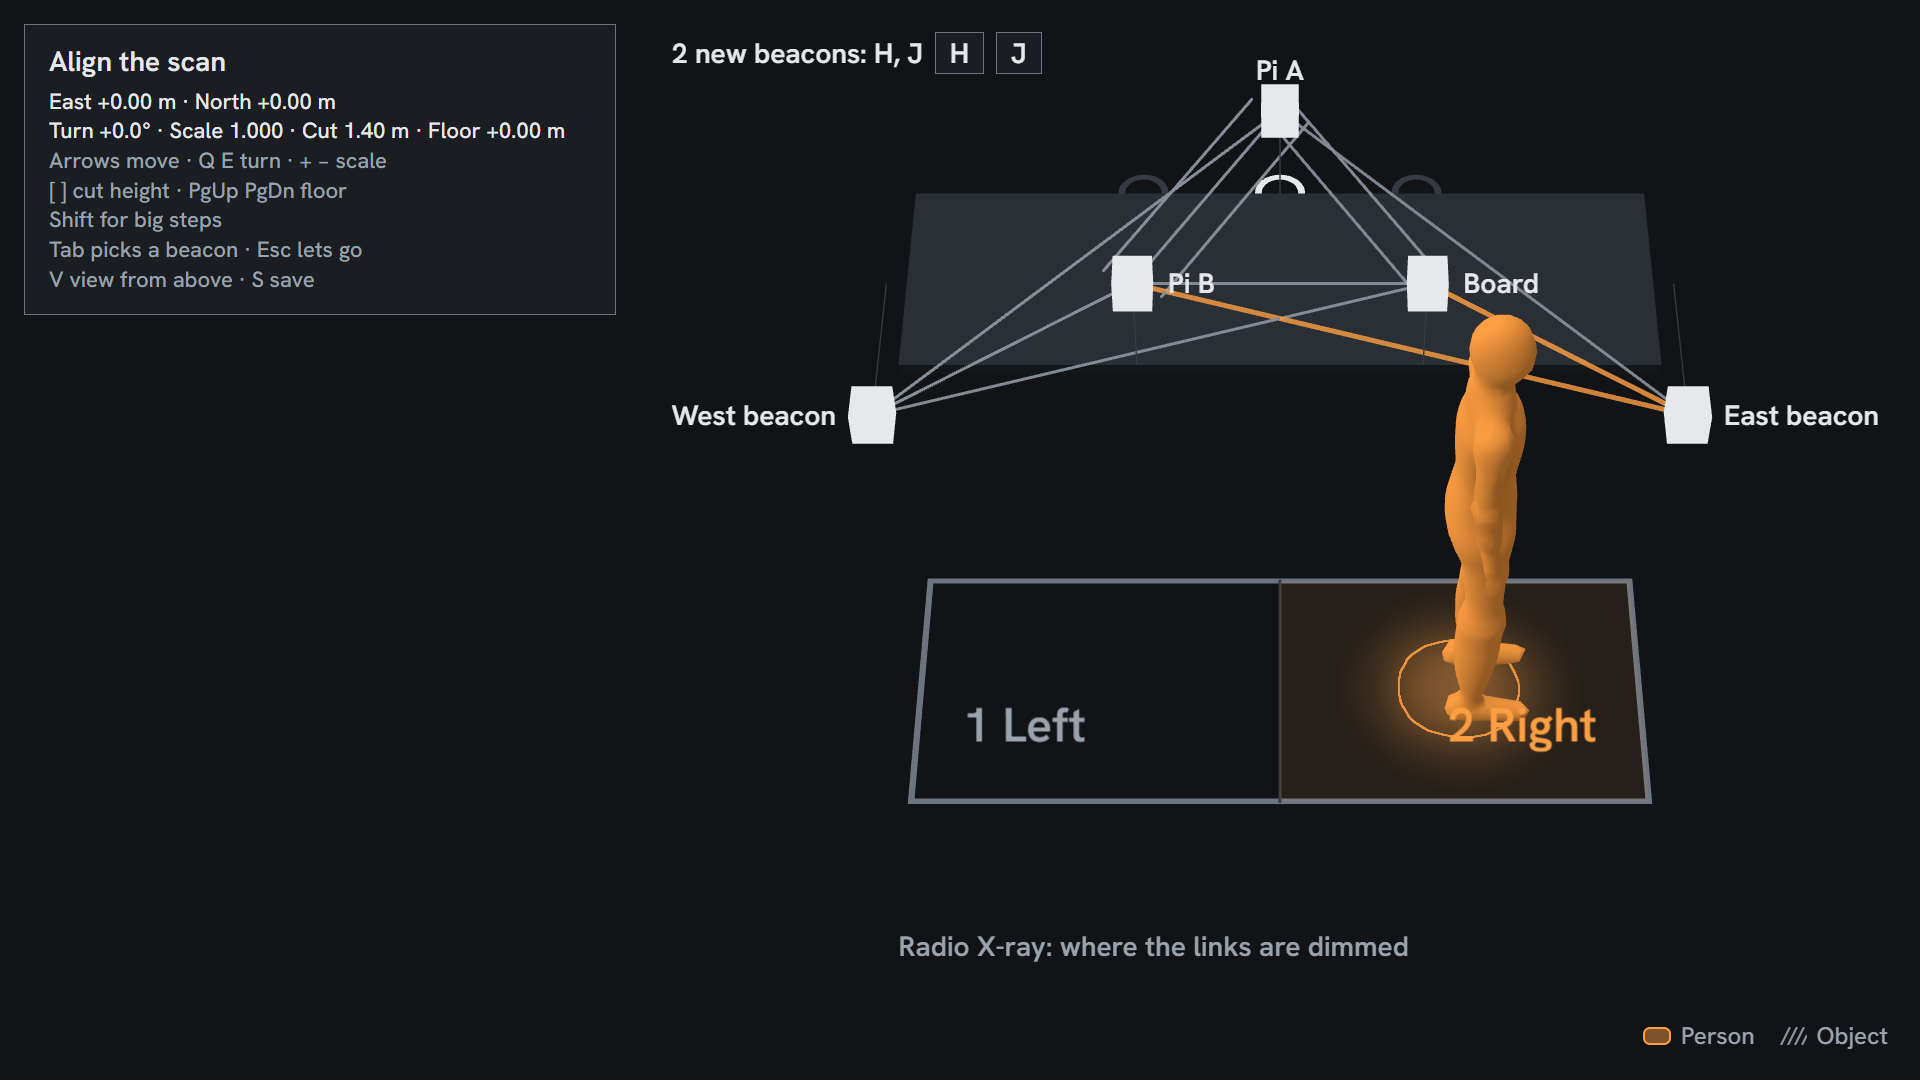 Align the scan
East +0.00 m · North +0.00 m
Turn +0.0° · Scale 1.000 · Cut 1.40 m · Floor +0.00 m
Arrows move · Q E turn · + − scale
[ ] cut height · PgUp PgDn floor
Shift for big steps
Tab picks a beacon · Esc lets go
V view from above · S save
2 new beacons: H, J H J
Pi A
Pi B
Board
West beacon
East beacon
1 Left
2 Right
Radio X-ray: where the links are dimmed
Person
Object